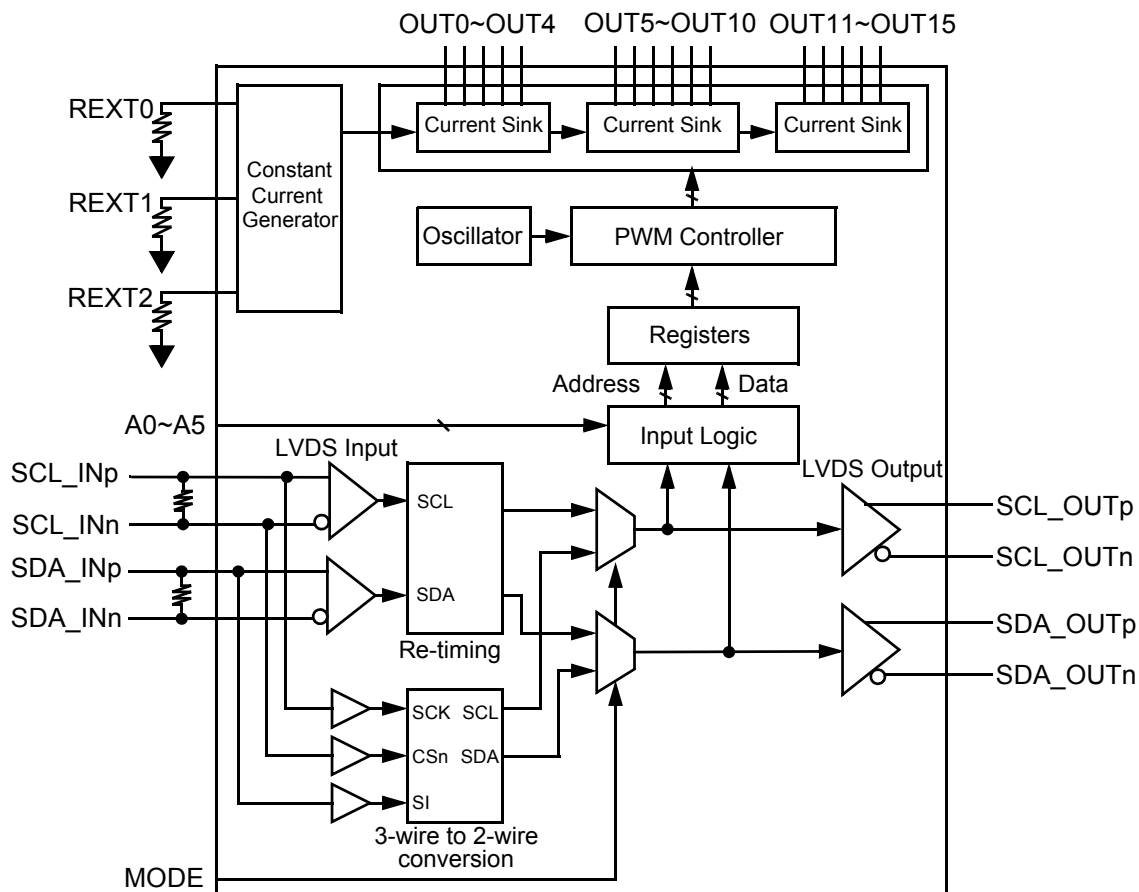 OUT0~OUT4 OUT5~OUT10 OUT11~OUT15
REXT0
Current Sink Current Sink Current Sink
Constant
Current
Generator
REXT1
Oscillator PWM Controller
REXT2
Registers
Address Data
A0~A5
Input Logic
LVDS Input
LVDS Output
SCL_INp
SCL
SCL_OUTp
SCL_INn
SCL_OUTn
SDA_INp
SDA
SDA_INn
SDA_OUTp
Re-timing
SDA_OUTn
SCK SCL
CSn SDA
SI
3-wire to 2-wire
conversion
MODE